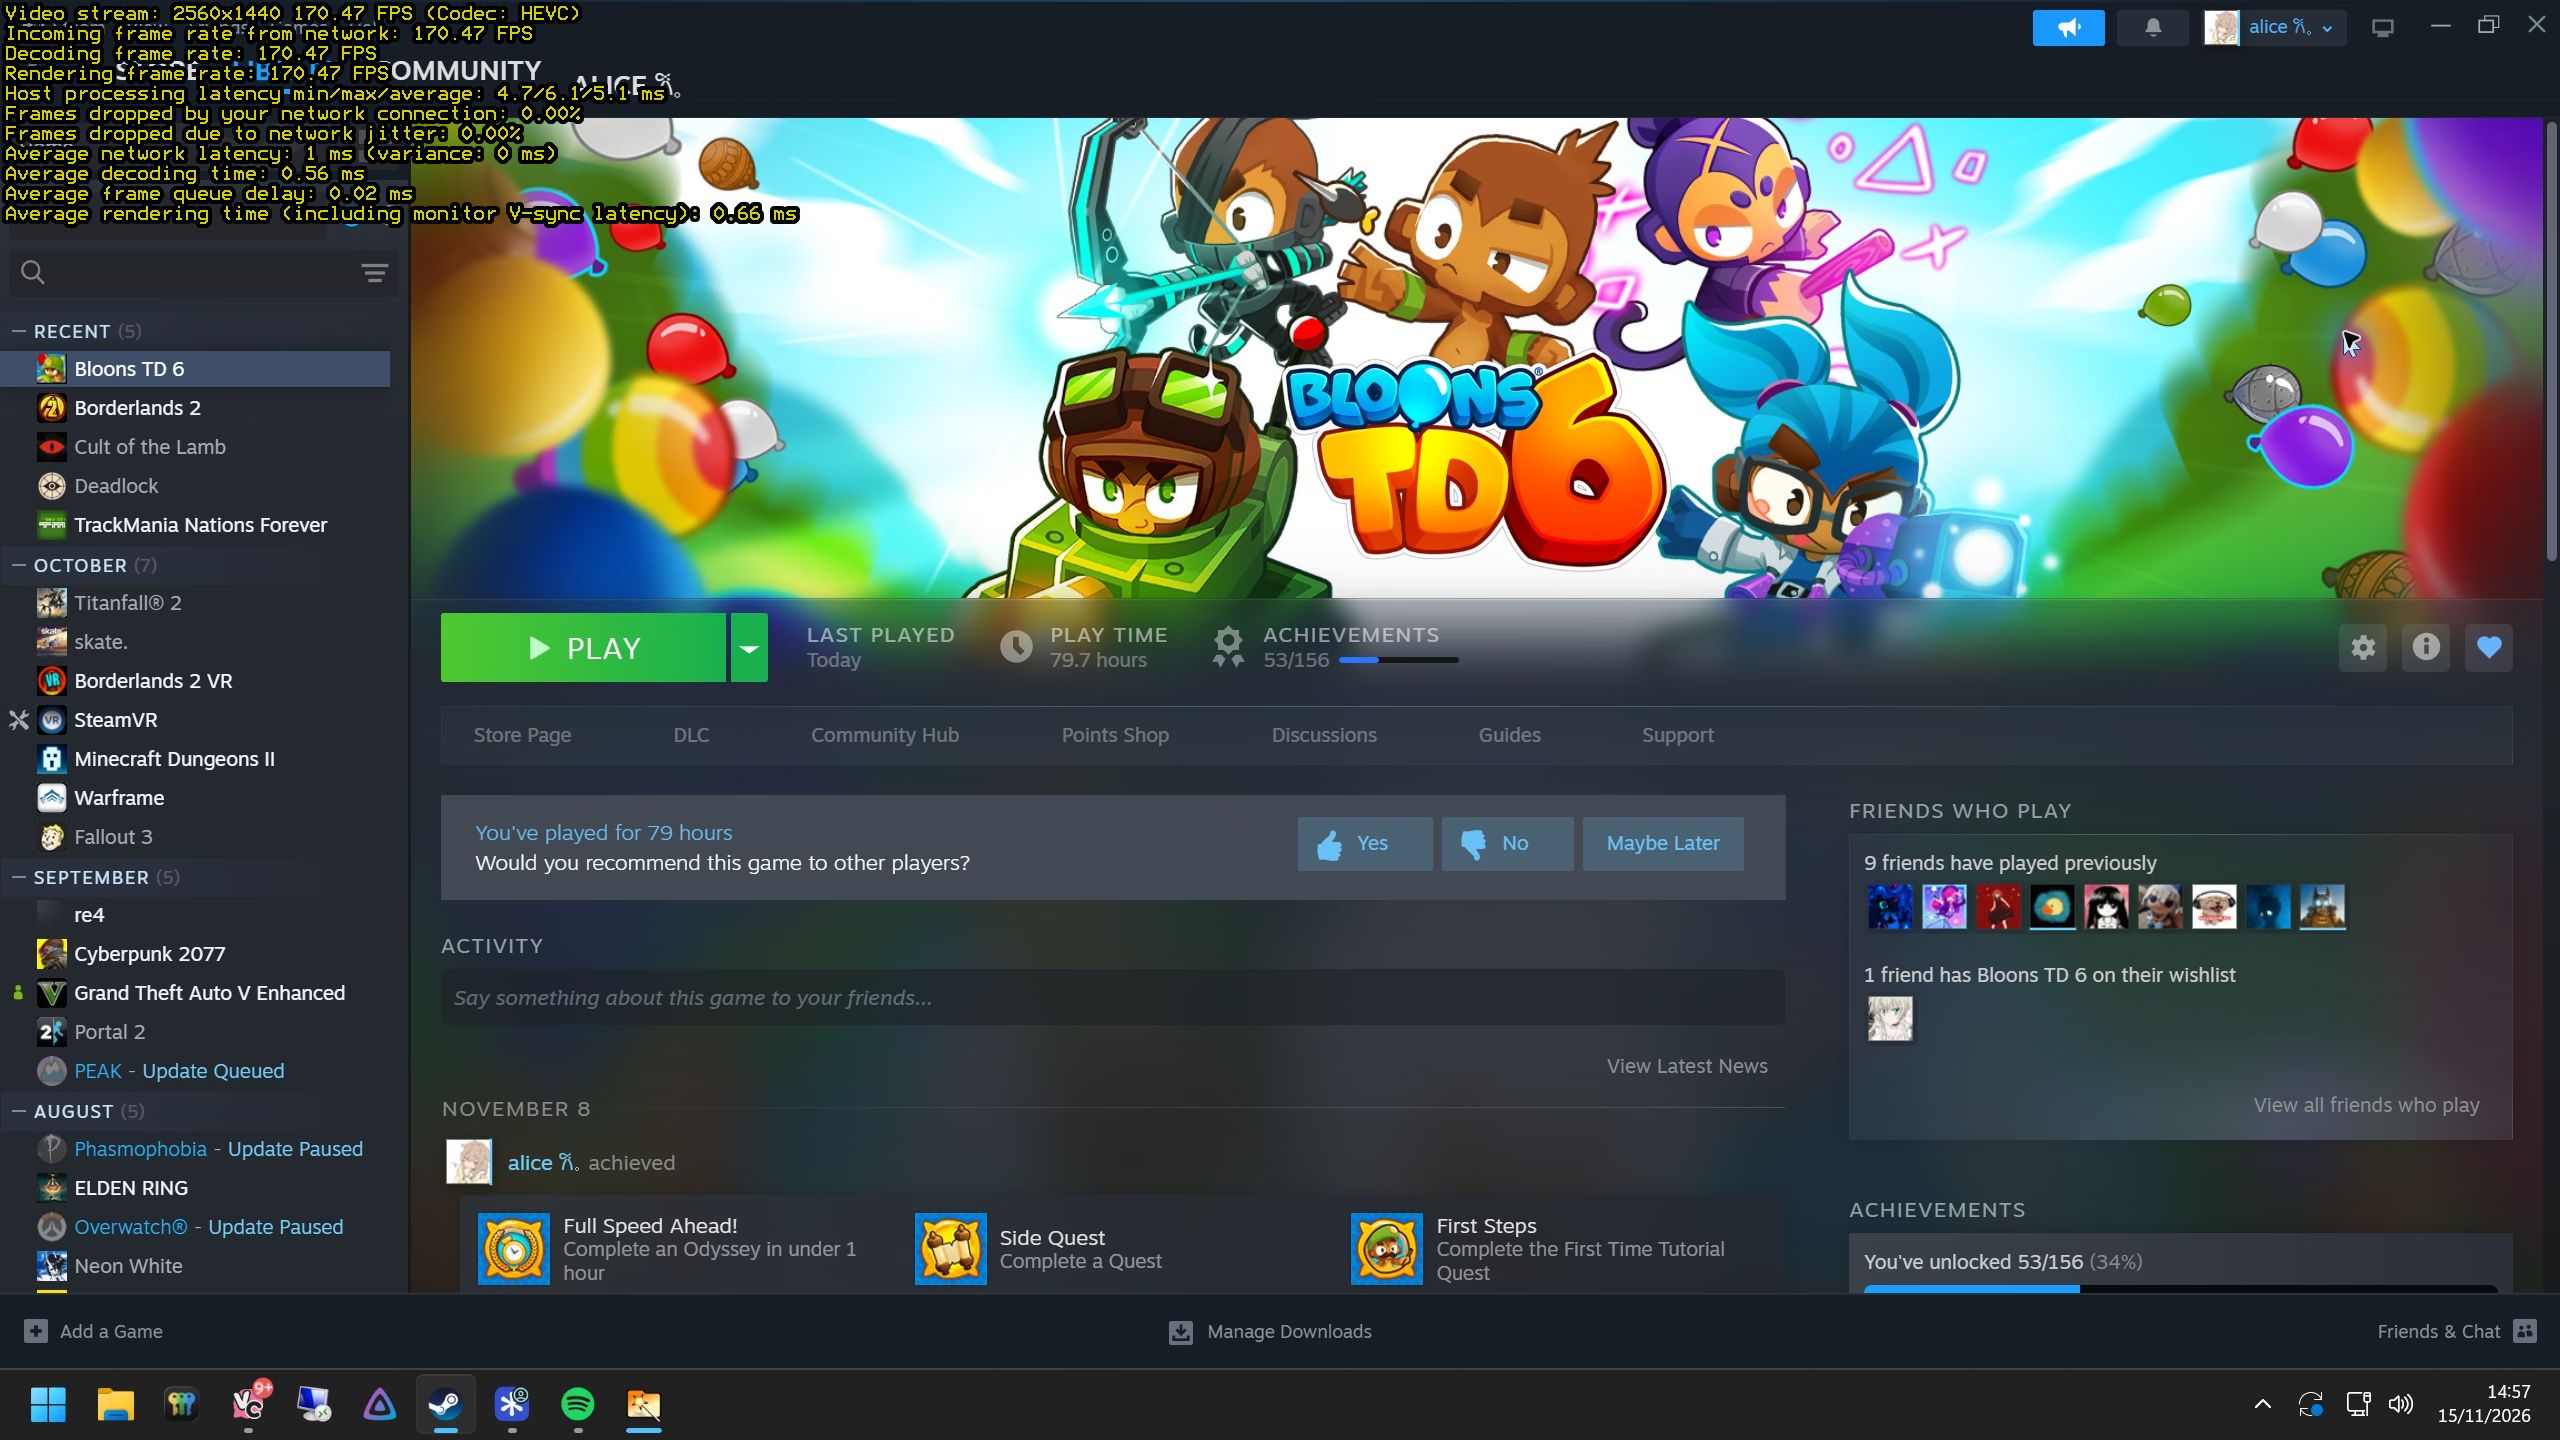 Video stream: 2560x1440 170.47 FPS (Codec: HEVC)
Incoming frame rate from network: 170.47 FPS
Decoding frame rate: 170.47 FPS
Rendering frame rate: 170.47 FPS
Host processing latency min/max/average: 4.7/6.1/5.1 ms
Frames dropped by your network connection: 0.00%
Frames dropped due to network jitter: 0.00%
Average network latency: 1 ms (variance: 0 ms)
Average decoding time: 0.56 ms
Average frame queue delay: 0.02 ms
Average rendering time (including monitor V-sync latency): 0.66 ms
COMMUNITY
ALICE
alice
RECENT (5)
Bloons TD 6
Borderlands 2
Cult of the Lamb
Deadlock
TrackMania Nations Forever
OCTOBER (7)
Titanfall® 2
skate.
Borderlands 2 VR
SteamVR
Minecraft Dungeons II
Warframe
Fallout 3
SEPTEMBER (5)
re4
Cyberpunk 2077
Grand Theft Auto V Enhanced
Portal 2
PEAK - Update Queued
AUGUST (5)
Phasmophobia - Update Paused
ELDEN RING
Overwatch® - Update Paused
Neon White
BLOONS®
TD6
PLAY
LAST PLAYED
Today
PLAY TIME
79.7 hours
ACHIEVEMENTS
53/156
Store Page
DLC
Community Hub
Points Shop
Discussions
Guides
Support
You've played for 79 hours
Would you recommend this game to other players?
Yes
No
Maybe Later
ACTIVITY
Say something about this game to your friends...
View Latest News
NOVEMBER 8
alice achieved
Full Speed Ahead!
Complete an Odyssey in under 1
hour
Side Quest
Complete a Quest
First Steps
Complete the First Time Tutorial
Quest
FRIENDS WHO PLAY
9 friends have played previously
1 friend has Bloons TD 6 on their wishlist
View all friends who play
ACHIEVEMENTS
You've unlocked 53/156 (34%)
Add a Game
Manage Downloads
Friends & Chat
9+
14:57
15/11/2026